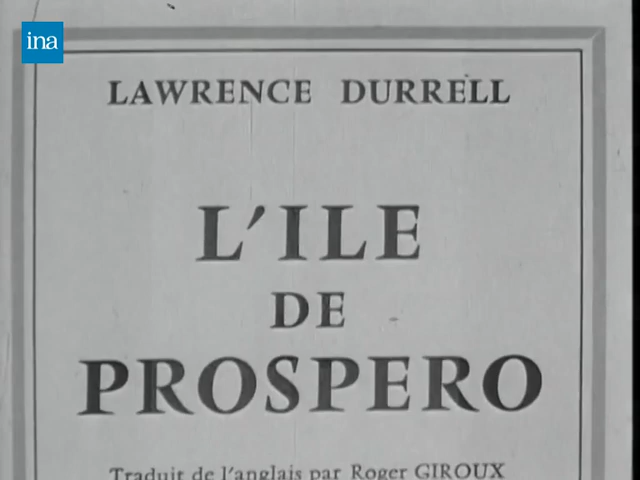 ina
LAWRENCE DURRELL
L'ILE
DE
PROSPERO
Traduit de l'anglais par Roger GIROUX